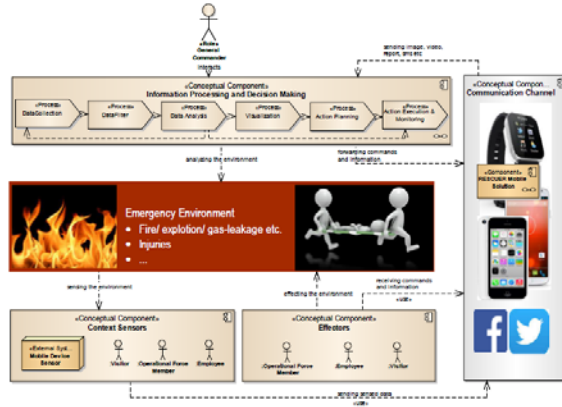 «Role»
General
Commander
interacts
sending image, video,
report, sms etc.
«Conceptual Component»
Information Processing and Decision Making
«Process»
DataCollection
«Process»
DataFilter
«Process»
Data Analysis
«Process»
Visualization
«Process»
Action Planning
«Process»
Action Execution &
Monitoring
«Conceptual Compon...
Communication Channel
analyzing the environment
forwarding commands
and information
«Component»
RESCUER Mobile
Solution
Emergency Environment
• Fire/ explotion/ gas-leakage etc.
• Injuries
• ...
sensing the environment
effecting the environment
receiving commands
and information
«use»
«Conceptual Component»
Context Sensors
«External Sys...
Mobile Device
Sensor
:Visitor
:Operational Force
Member
:Employee
«Conceptual Component»
Effectors
:Operational Force
Member
:Employee
:Visitor
sending sensed data
«use»